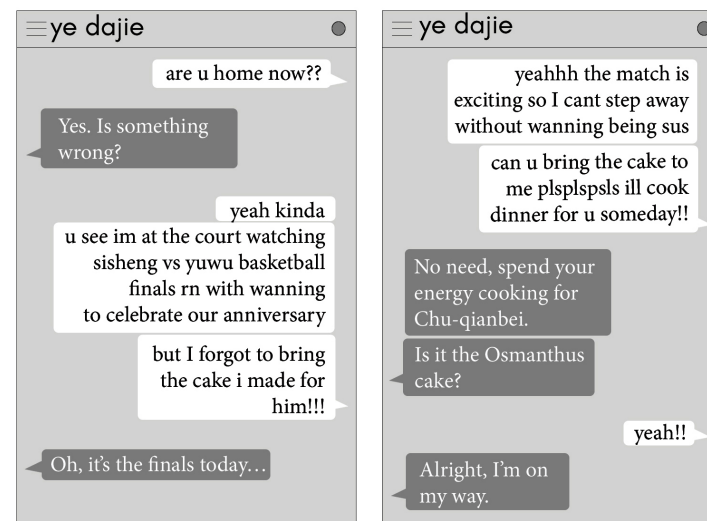 ye dajie
are u home now??
Yes. Is something
wrong?
yeah kinda
u see im at the court watching
sisheng vs yuwu basketball
finals rn with wanning
to celebrate our anniversary
but I forgot to bring
the cake i made for
him!!!
Oh, it's the finals today...
ye dajie
yeahhh the match is
exciting so I cant step away
without wanning being sus
can u bring the cake to
me plsplspsls ill cook
dinner for u someday!!
No need, spend your
energy cooking for
Chu-qianbei.
Is it the Osmanthus
cake?
yeah!!
Alright, I'm on
my way.